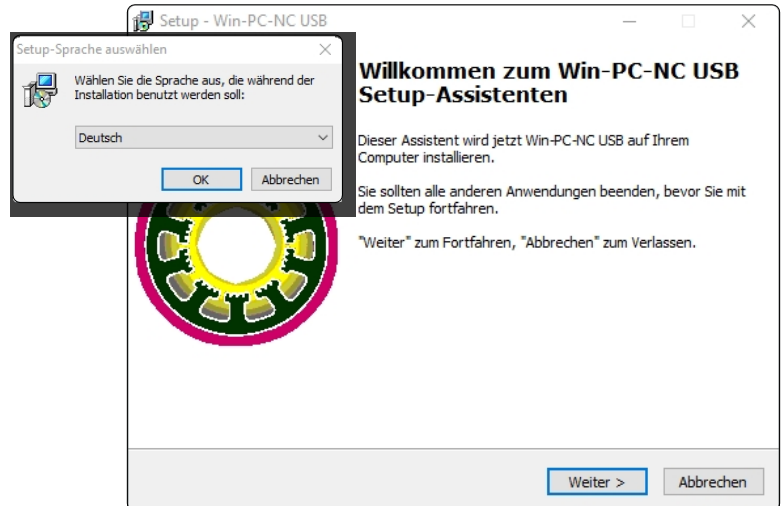 Setup - Win-PC-NC USB
Setup-Sprache auswählen
Wählen Sie die Sprache aus, die während der
Installation benutzt werden soll:
Deutsch
OK
Abbrechen
Willkommen zum Win-PC-NC USB
Setup-Assistenten
Dieser Assistent wird jetzt Win-PC-NC USB auf Ihrem
Computer installieren.
Sie sollten alle anderen Anwendungen beenden, bevor Sie mit
dem Setup fortfahren.
"Weiter" zum Fortfahren, "Abbrechen" zum Verlassen.
Weiter >
Abbrechen